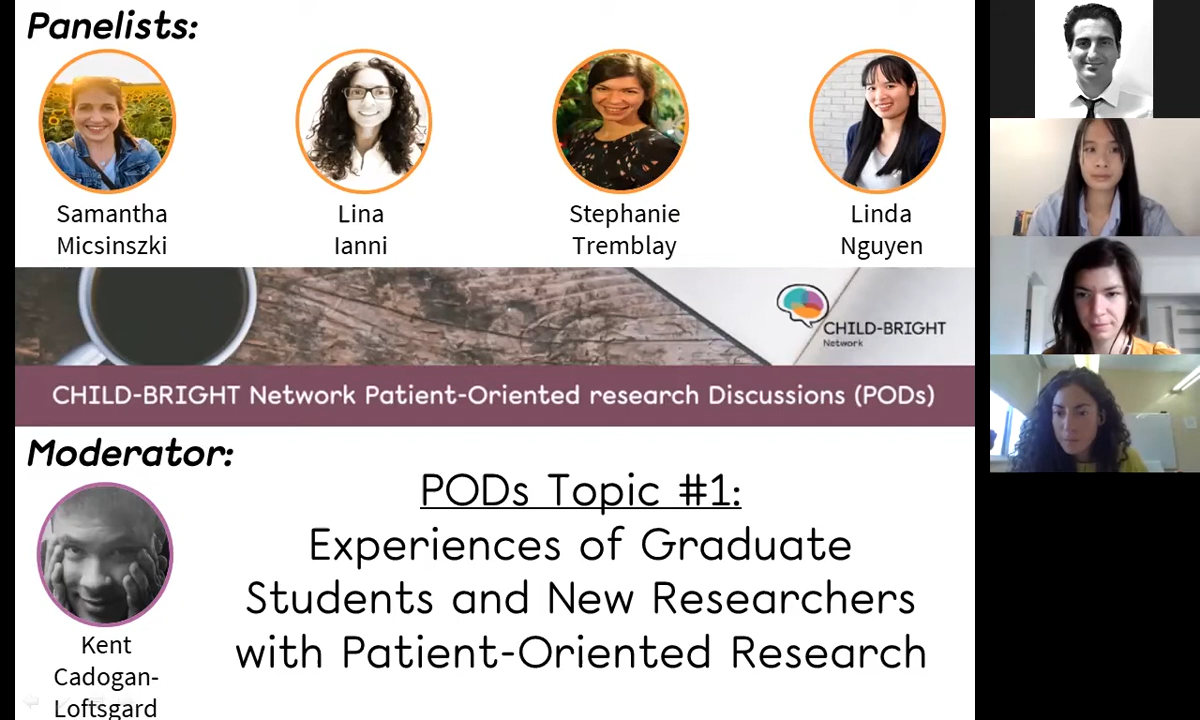 Panelists:
Samantha
Micsinszki
Lina
Ianni
Stephanie
Tremblay
Linda
Nguyen
CHILD-BRIGHT
Network
CHILD-BRIGHT Network Patient-Oriented research Discussions (PODs)
Moderator:
Kent
Cadogan-
Loftsgard
PODs Topic #1:
Experiences of Graduate
Students and New Researchers
with Patient-Oriented Research